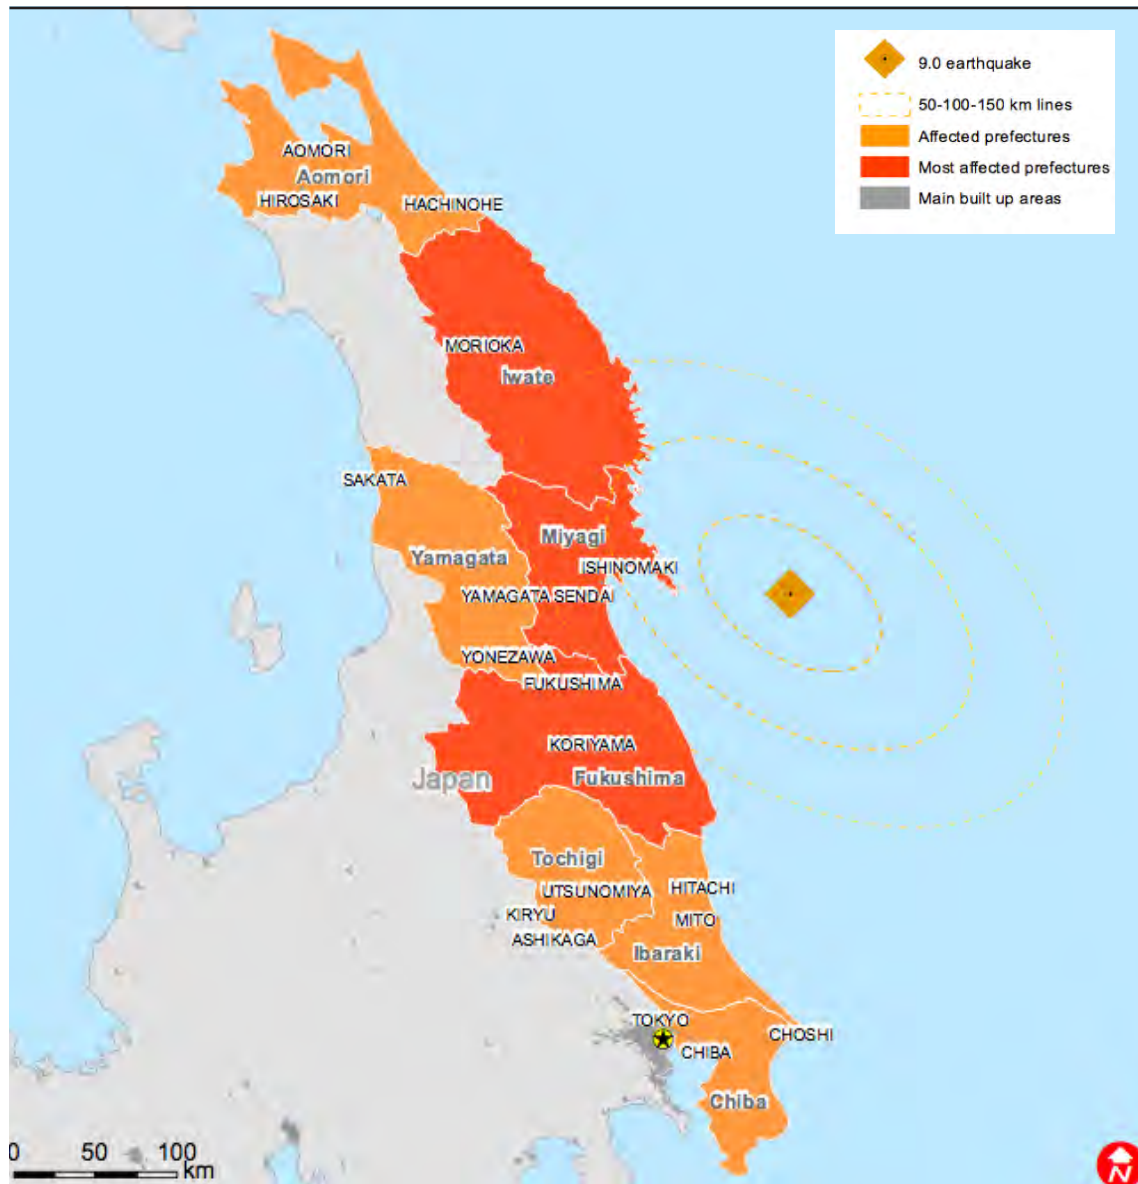 9.0 earthquake
50-100-150 km lines
Affected prefectures
Most affected prefectures
Main built up areas
AOMORI
Aomori
HIROSAKI
HACHINOHE
MORIOKA
Iwate
SAKATA
Miyagi
Yamagata
ISHINOMAKI
YAMAGATA SENDAI
YONEZAWA
FUKUSHIMA
KORIYAMA
Japan
Fukushima
Tochigi
UTSUNOMIYA
HITACHI
KIRYU
MITO
ASHIKAGA
Ibaraki
TOKYO
CHOSHI
CHIBA
Chiba
0 50 100
km
N